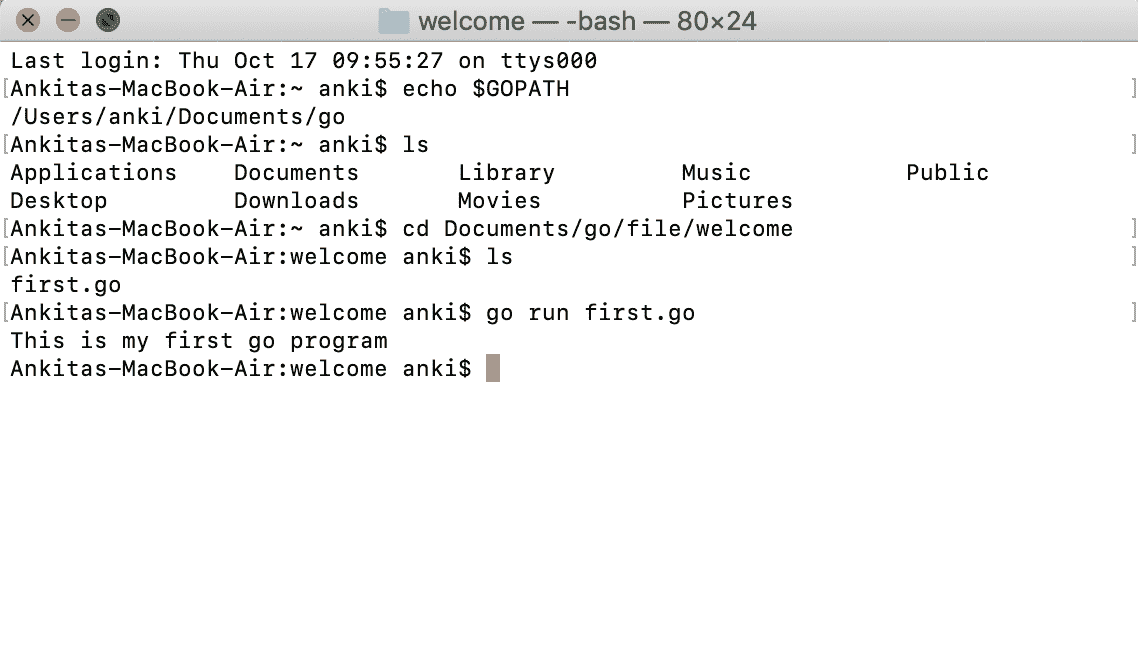 welcome — -bash — 80×24
Last login: Thu Oct 17 09:55:27 on ttys000
[Ankitas-MacBook-Air:~ anki$ echo $GOPATH ]
/Users/anki/Documents/go
[Ankitas-MacBook-Air:~ anki$ ls ]
Applications Documents Library Music Public
Desktop Downloads Movies Pictures
[Ankitas-MacBook-Air:~ anki$ cd Documents/go/file/welcome ]
[Ankitas-MacBook-Air:welcome anki$ ls ]
first.go
[Ankitas-MacBook-Air:welcome anki$ go run first.go ]
This is my first go program
Ankitas-MacBook-Air:welcome anki$